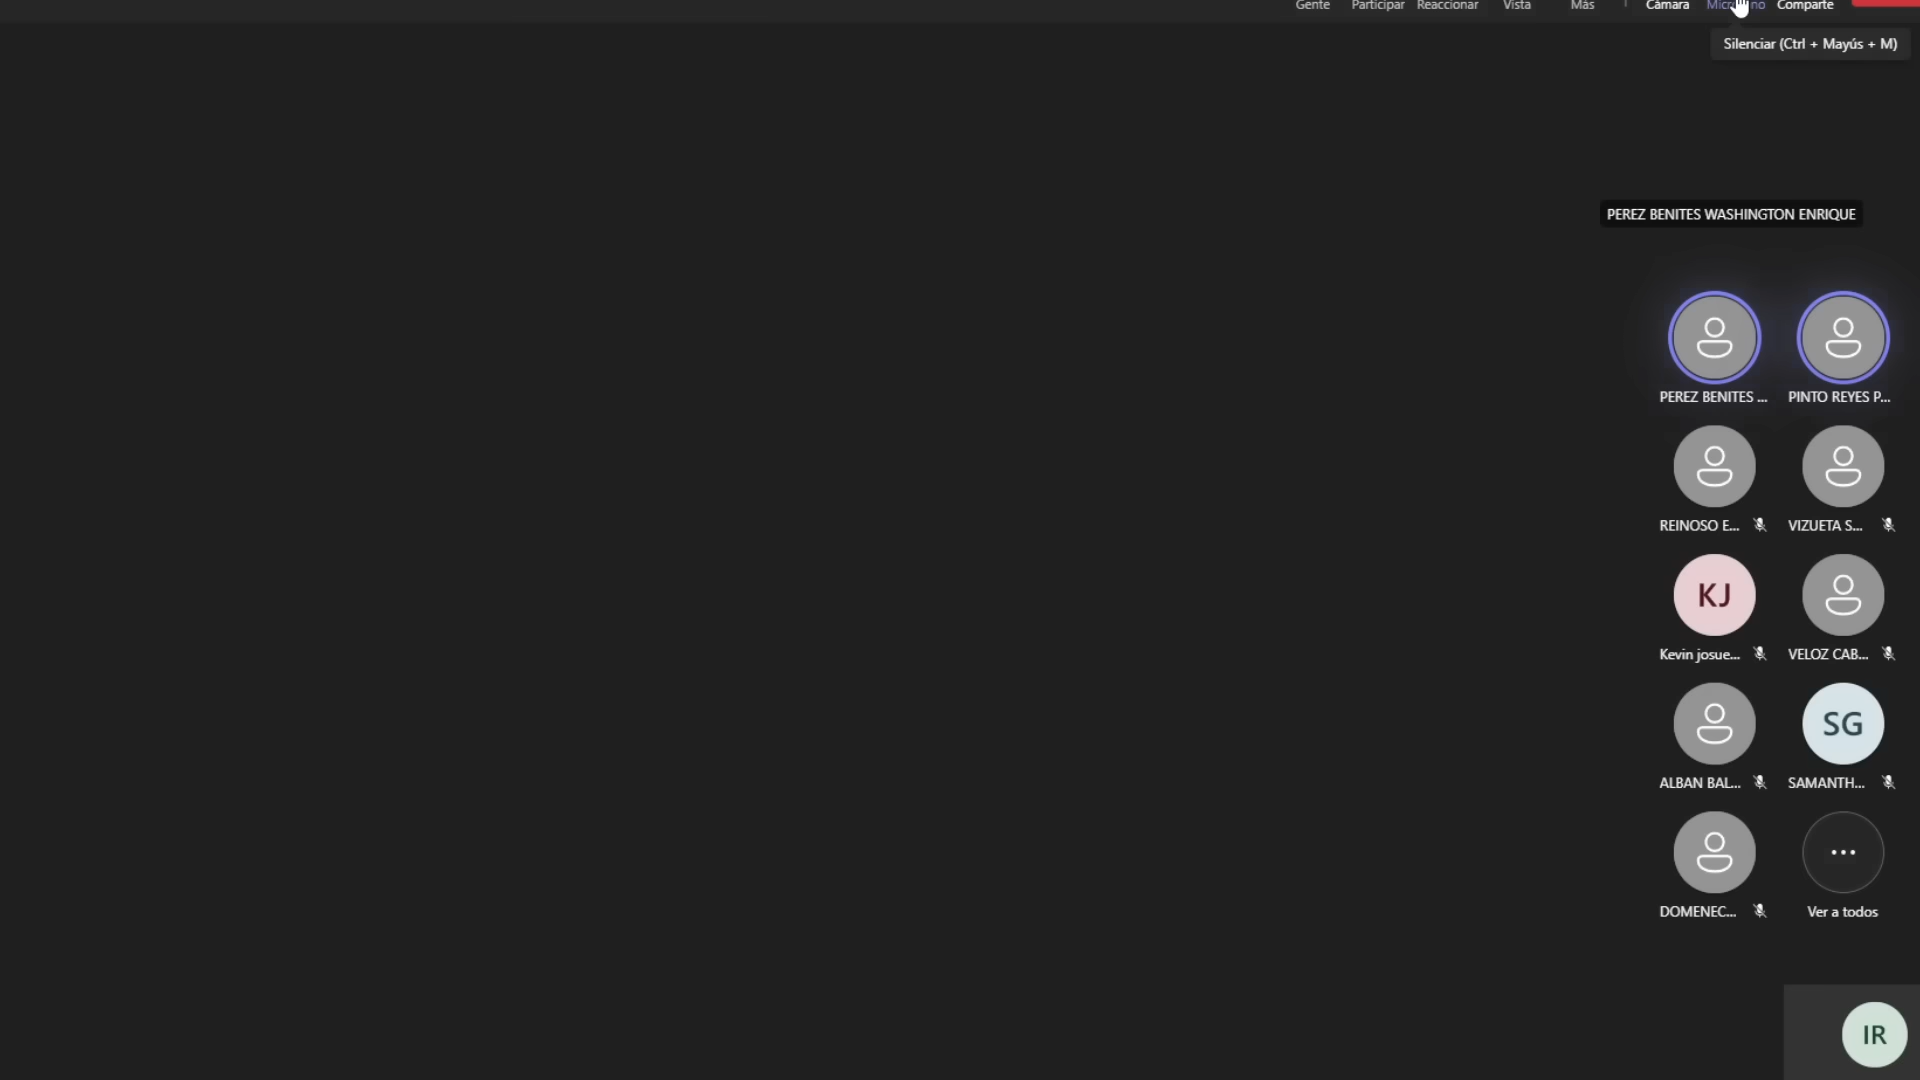 Gente Participar Reaccionar Vista Más Cámara Comparte
Silenciar (Ctrl + Mayús + M)
PEREZ BENITES WASHINGTON ENRIQUE
PEREZ BENITES ... PINTO REYES P...
REINOSO E... VIZUETA S...
KJ
Kevin josue... VELOZ CAB...
SG
ALBAN BAL... SAMANTH...
DOMENEC... Ver a todos
IR